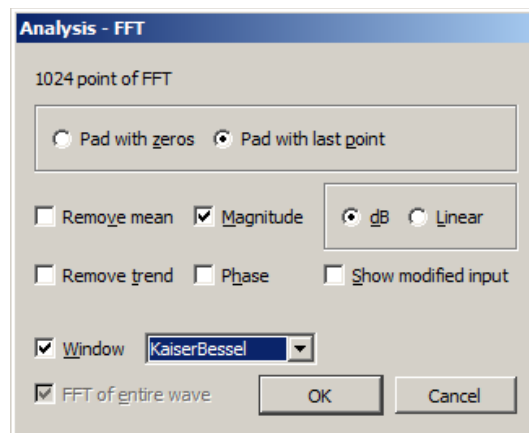 Analysis - FFT
1024 point of FFT
Pad with zeros Pad with last point
Remove mean Magnitude dB Linear
Remove trend Phase Show modified input
Window KaiserBessel
FFT of entire wave OK Cancel